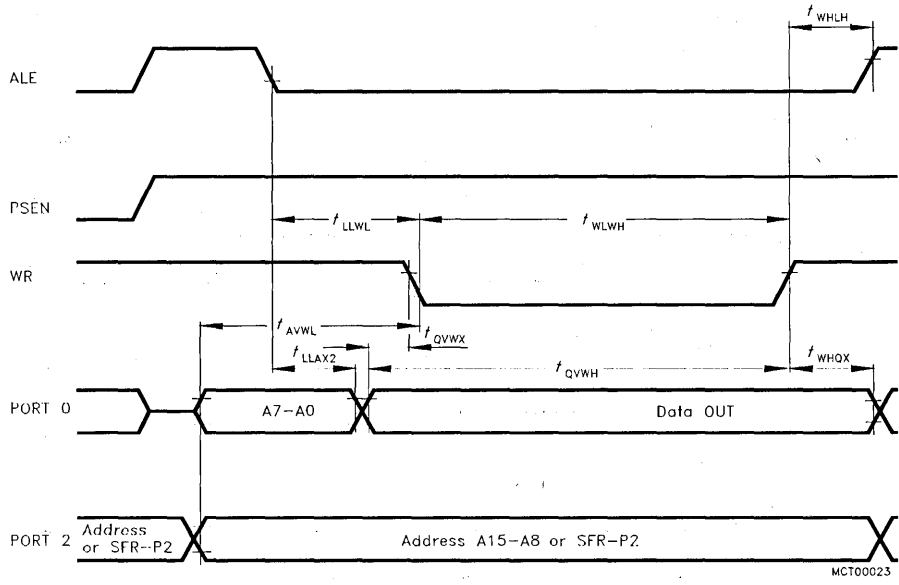 t WHLH
ALE
PSEN
t LLWL
t WLWH
WR
t AVWL
t QVWX
t LLAX2
t QVWH
t WHQX
PORT 0
A7-A0
Data OUT
PORT 2
Address
or SFR-P2
Address A15-A8 or SFR-P2
MCT00023